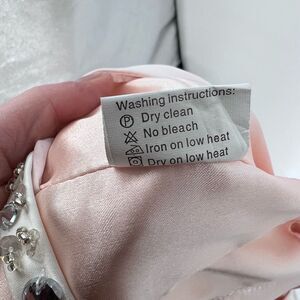 Washing instructions:
Ⓟ Dry clean
No bleach
Iron on low heat
Dry on low heat